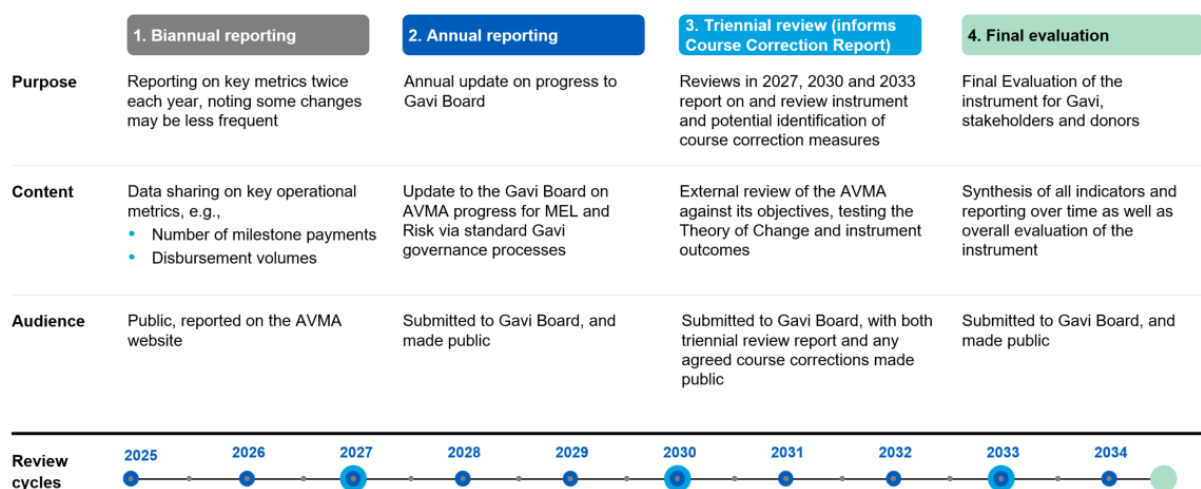 1. Biannual reporting
2. Annual reporting
3. Triennial review (informs
Course Correction Report)
4. Final evaluation
Purpose
Reporting on key metrics twice
each year, noting some changes
may be less frequent
Annual update on progress to
Gavi Board
Reviews in 2027, 2030 and 2033
report on and review instrument
and potential identification of
course correction measures
Final Evaluation of the
instrument for Gavi,
stakeholders and donors
Content
Data sharing on key operational
metrics, e.g.,
• Number of milestone payments
• Disbursement volumes
Update to the Gavi Board on
AVMA progress for MEL and
Risk via standard Gavi
governance processes
External review of the AVMA
against its objectives, testing the
Theory of Change and instrument
outcomes
Synthesis of all indicators and
reporting over time as well as
overall evaluation of the
instrument
Audience
Public, reported on the AVMA
website
Submitted to Gavi Board, and
made public
Submitted to Gavi Board, with both
triennial review report and any
agreed course corrections made
public
Submitted to Gavi Board, and
made public
Review
cycles
2025
2026
2027
2028
2029
2030
2031
2032
2033
2034